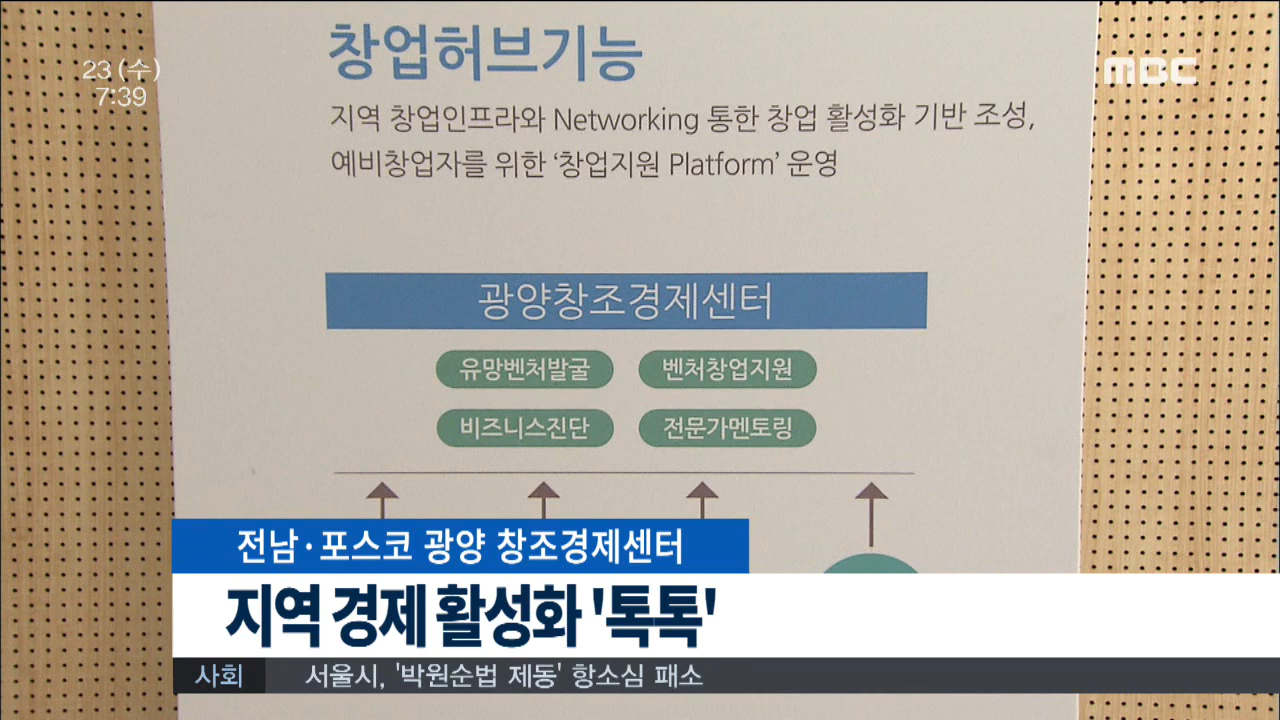 창업허브기능
23(수)
7:39
MBC
지역 창업인프라와 Networking 통한 창업 활성화 기반 조성,
예비창업자를 위한 ‘창업지원 Platform’ 운영
광양창조경제센터
유망벤처발굴 벤처창업지원
비즈니스진단 전문가멘토링
전남·포스코 광양 창조경제센터
지역 경제 활성화 '톡톡'
사회 서울시, '박원순법 제동' 항소심 패소